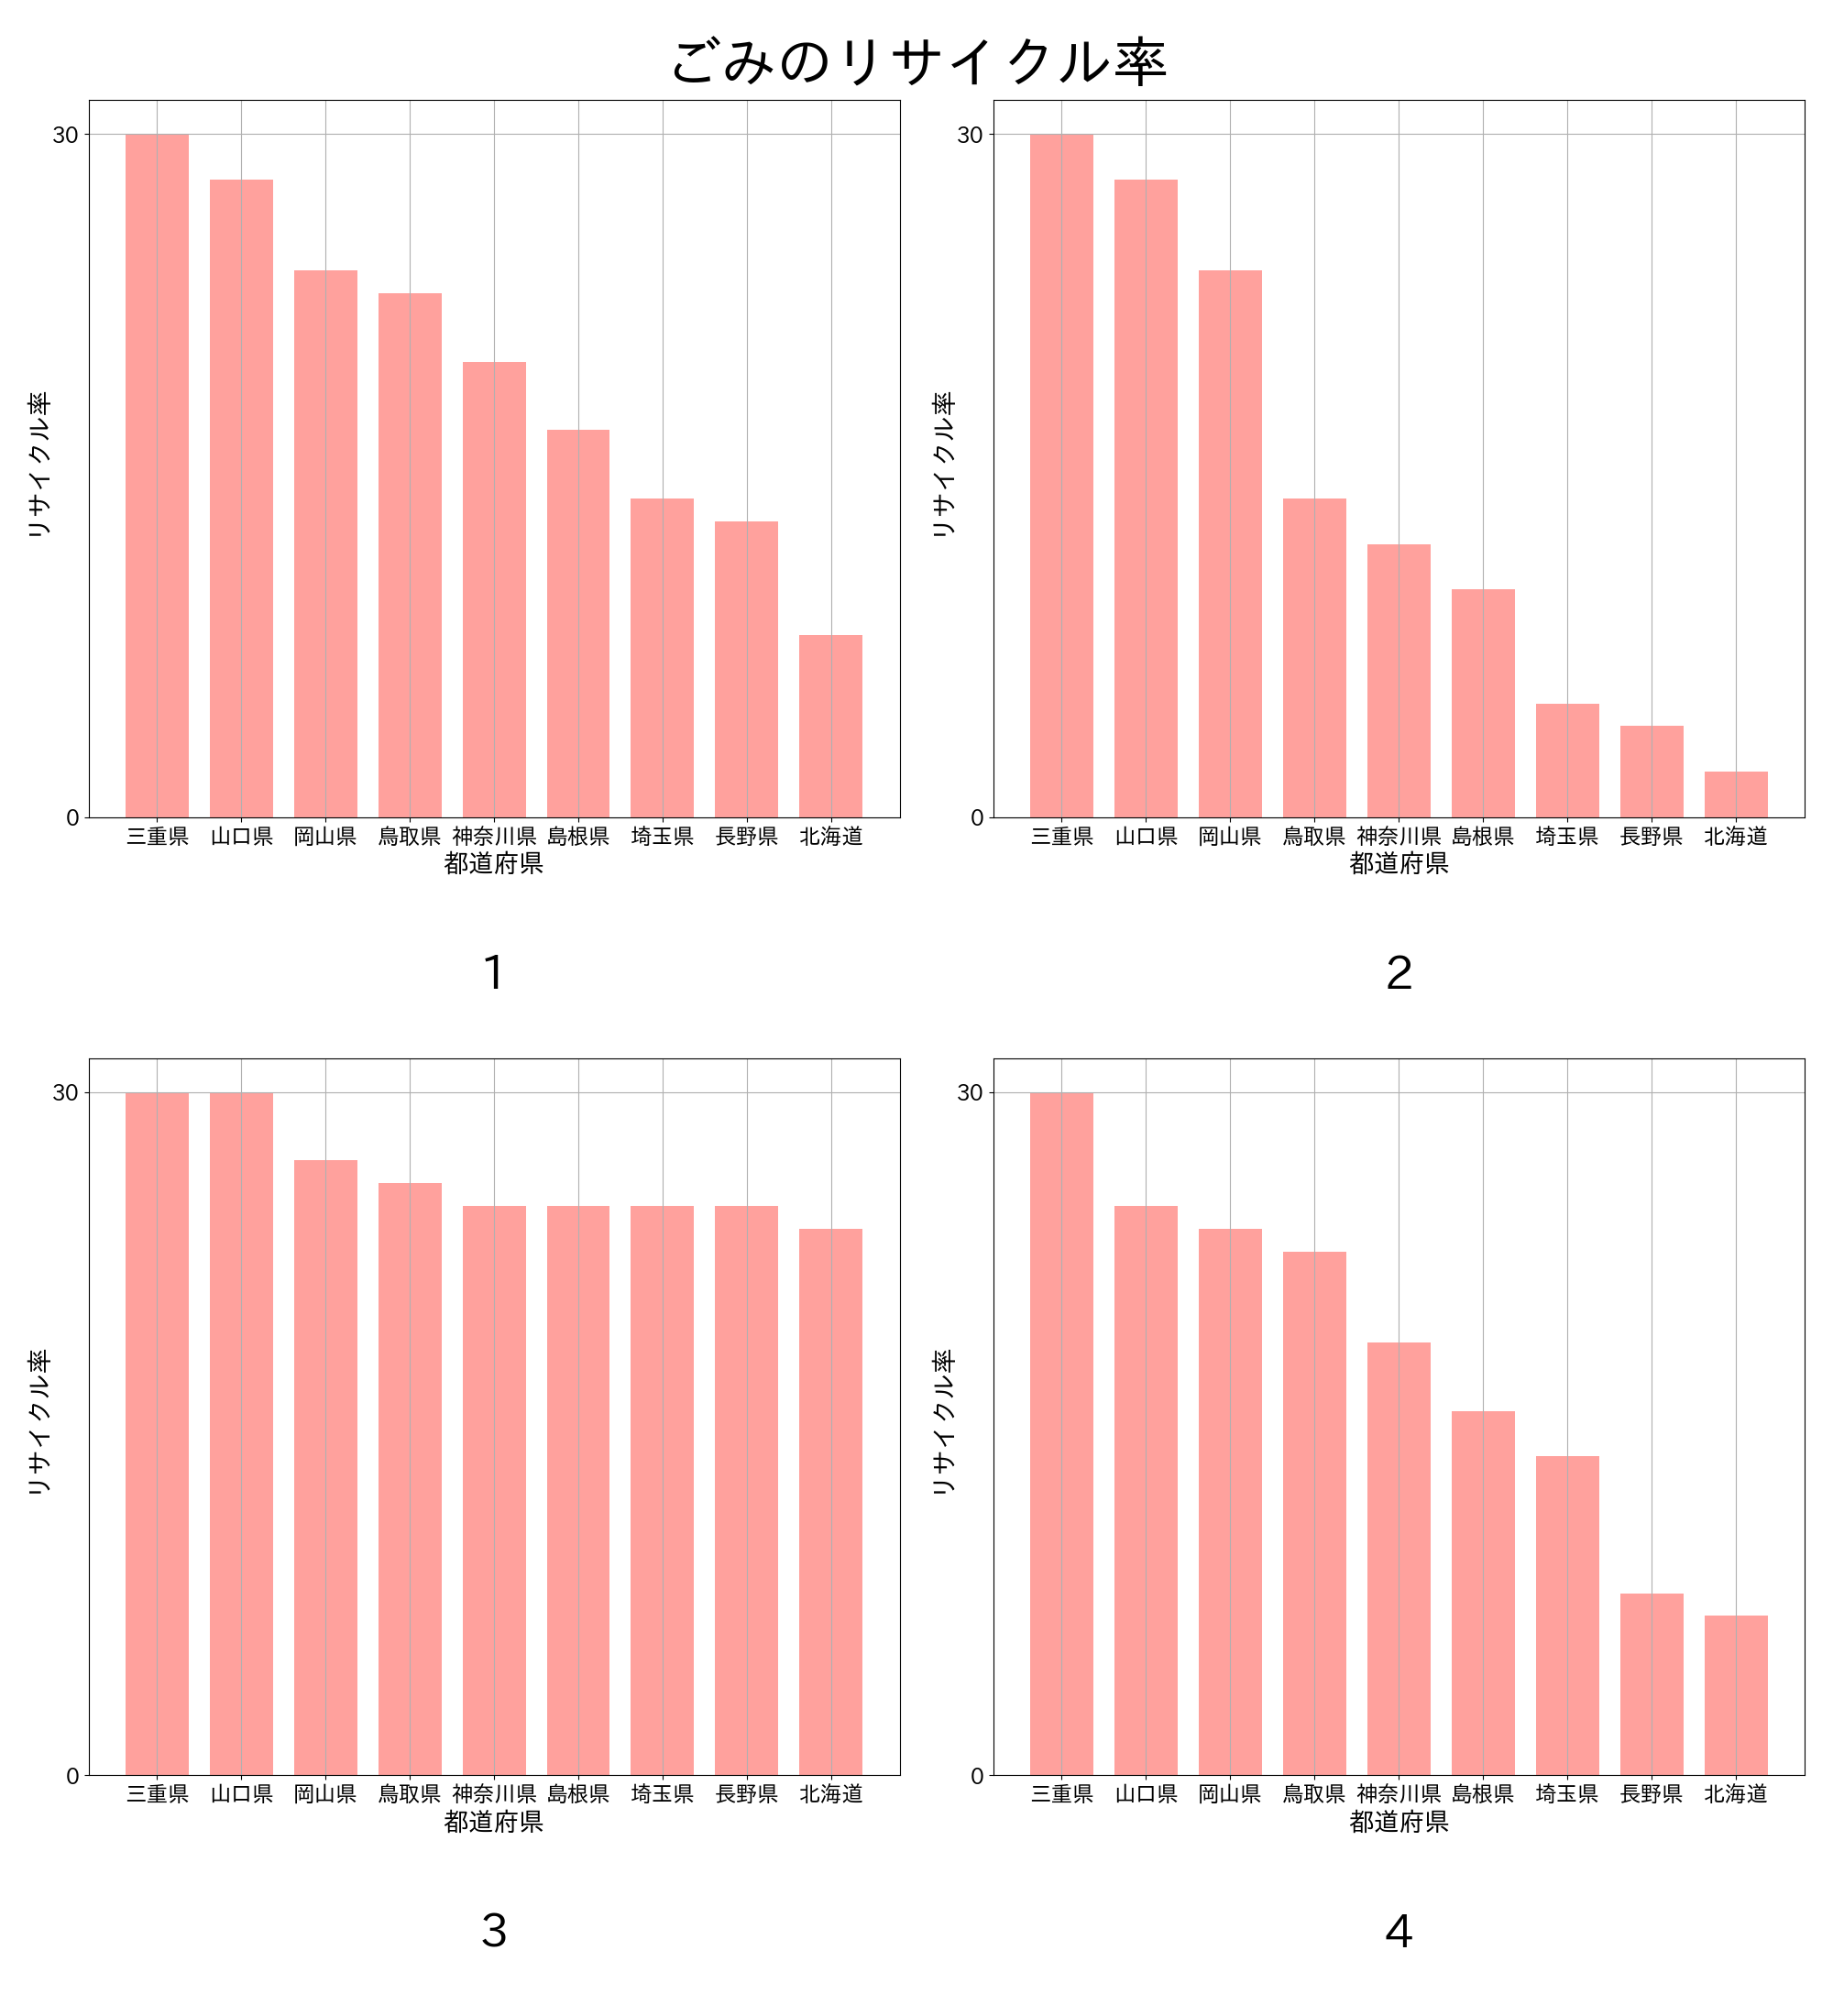 ごみのリサイクル率
30
0
リサイクル率
三重県 山口県 岡山県 鳥取県 神奈川県 島根県 埼玉県 長野県 北海道
都道府県
1
30
0
リサイクル率
三重県 山口県 岡山県 鳥取県 神奈川県 島根県 埼玉県 長野県 北海道
都道府県
2
30
0
リサイクル率
三重県 山口県 岡山県 鳥取県 神奈川県 島根県 埼玉県 長野県 北海道
都道府県
3
30
0
リサイクル率
三重県 山口県 岡山県 鳥取県 神奈川県 島根県 埼玉県 長野県 北海道
都道府県
4